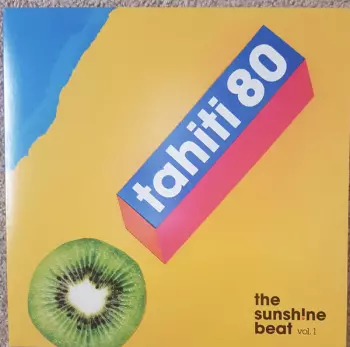 tahiti 80
the
sunsh!ne
beat vol. 1